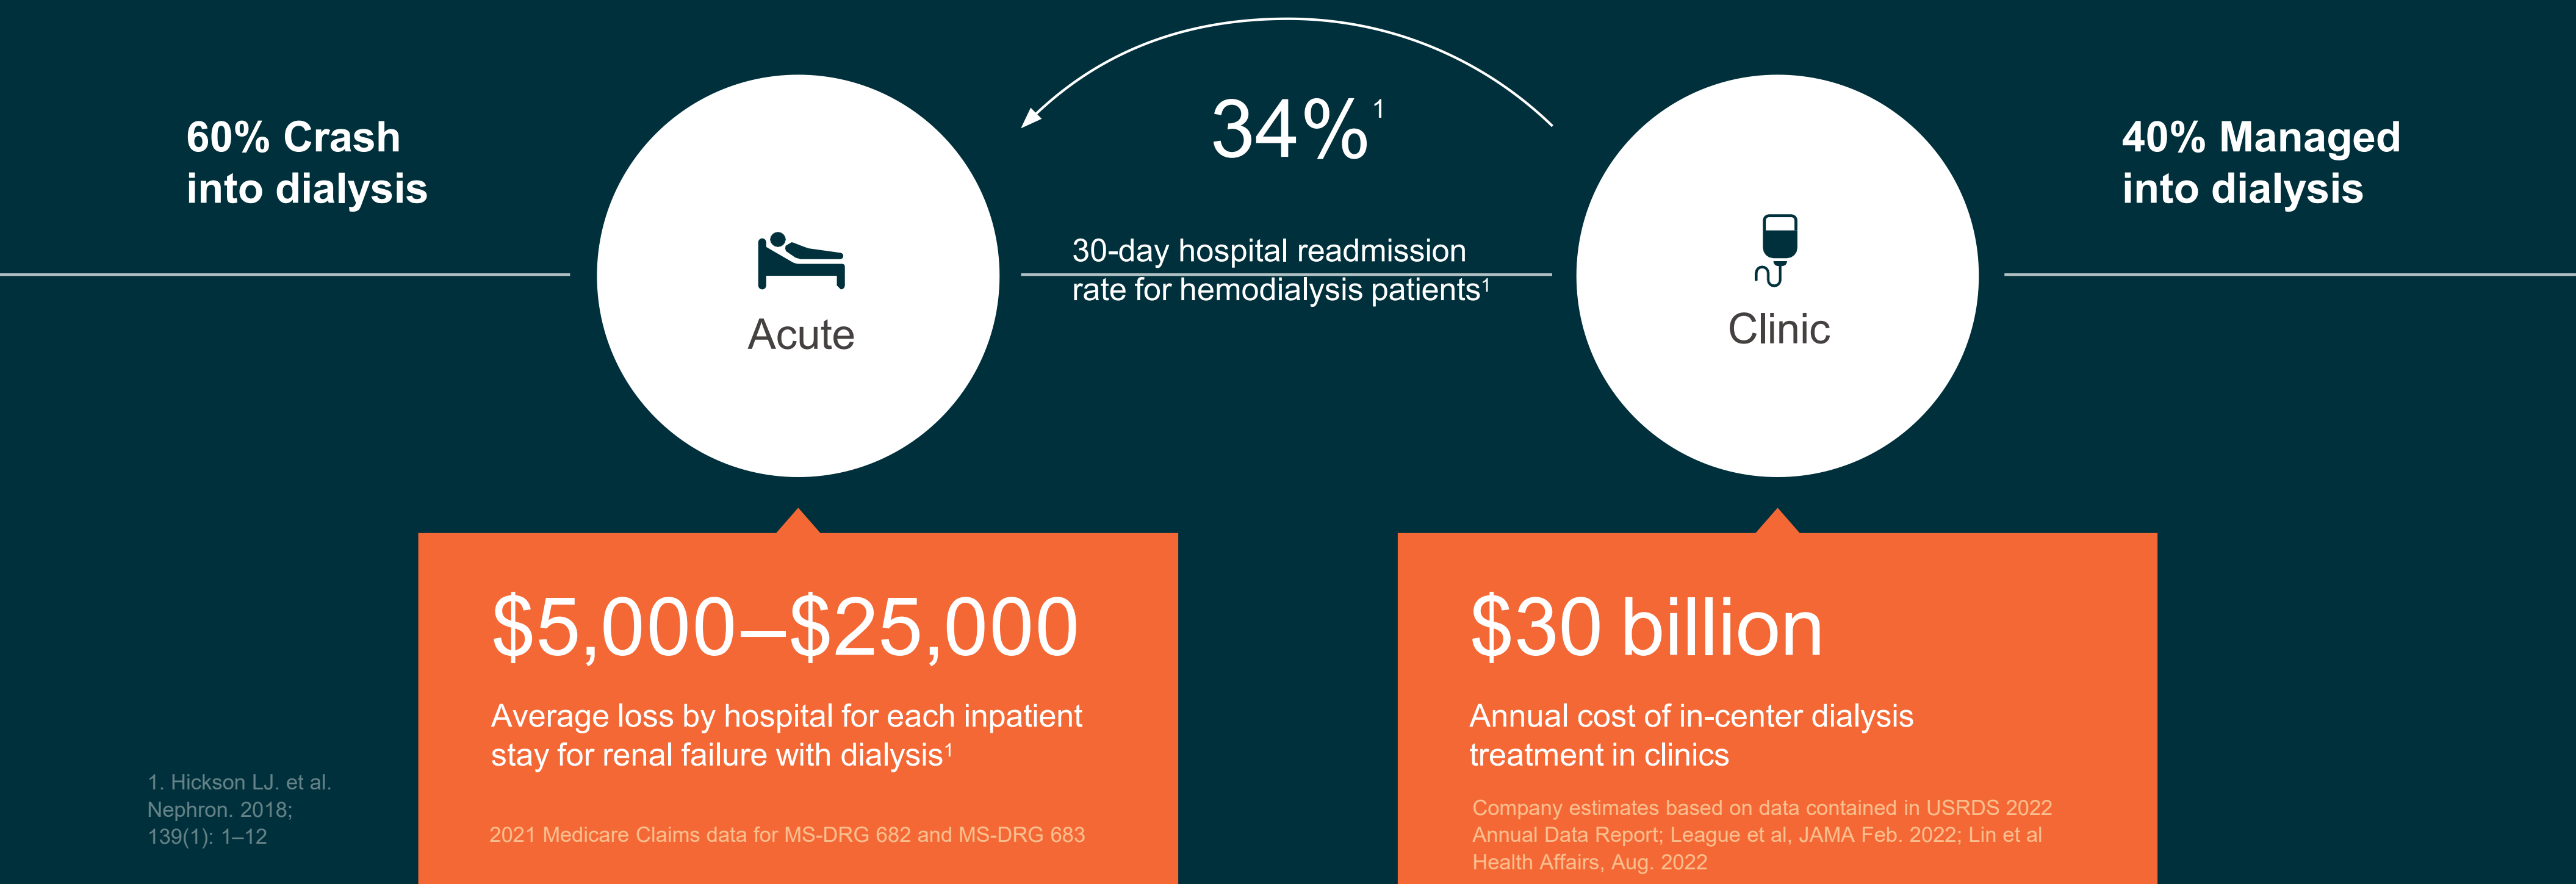 60% Crash
into dialysis
Acute
34%¹
30-day hospital readmission
rate for hemodialysis patients¹
Clinic
40% Managed
into dialysis
$5,000–$25,000
Average loss by hospital for each inpatient
stay for renal failure with dialysis¹
2021 Medicare Claims data for MS-DRG 682 and MS-DRG 683
$30 billion
Annual cost of in-center dialysis
treatment in clinics
Company estimates based on data contained in USRDS 2022
Annual Data Report; League et al, JAMA Feb. 2022; Lin et al
Health Affairs, Aug. 2022
1. Hickson LJ. et al.
Nephron. 2018;
139(1): 1–12